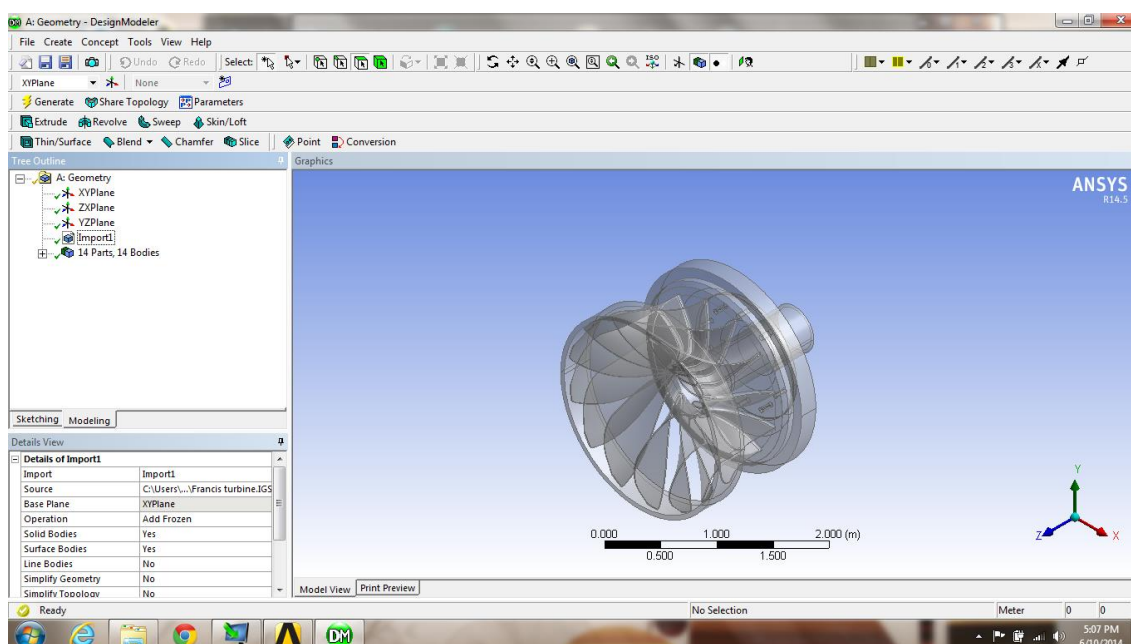 A: Geometry - DesignModeler
File Create Concept Tools View Help
Undo Redo Select: ISO
XYPlane None
Generate Share Topology Parameters
Extrude Revolve Sweep Skin/Loft
Thin/Surface Blend Chamfer Slice Point Conversion
Tree Outline
A: Geometry
XYPlane
ZXPlane
YZPlane
Import1
14 Parts, 14 Bodies
Sketching Modeling
Details View
Details of Import1
Import Import1
Source C:\Users\...\Francis turbine.IGS
Base Plane XYPlane
Operation Add Frozen
Solid Bodies Yes
Surface Bodies Yes
Line Bodies No
Simplify Geometry No
Simplify Topology No
Graphics
ANSYS
R14.5
0.000 1.000 2.000 (m)
0.500 1.500
Y
Z X
Model View Print Preview
Ready No Selection Meter 0 0
DM
5:07 PM
6/10/2014